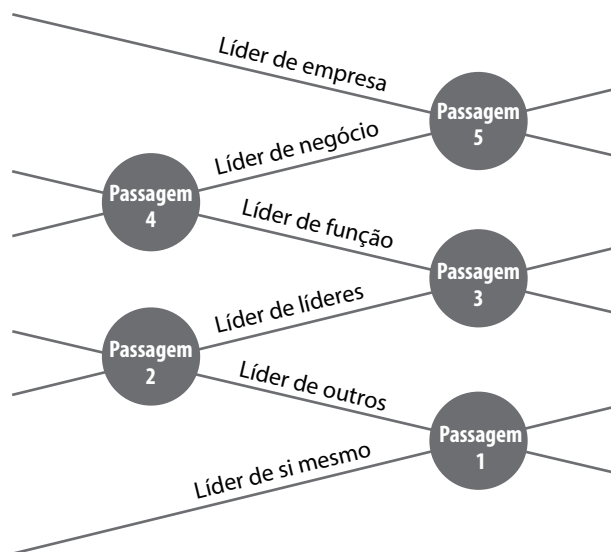 Líder de empresa
Passagem
5
Líder de negócio
Passagem
4
Líder de função
Passagem
3
Líder de líderes
Passagem
2
Líder de outros
Passagem
1
Líder de si mesmo